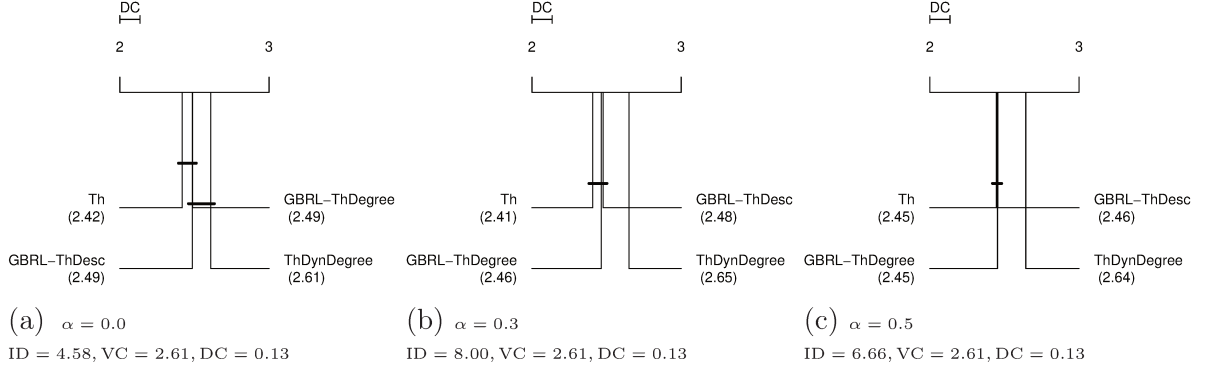 DC
2 3
Th
(2.42)
GBRL−ThDegree
(2.49)
GBRL−ThDesc
(2.49)
ThDynDegree
(2.61)
(a) α = 0.0
ID = 4.58, VC = 2.61, DC = 0.13
DC
2 3
Th
(2.41)
GBRL−ThDesc
(2.48)
GBRL−ThDegree
(2.46)
ThDynDegree
(2.65)
(b) α = 0.3
ID = 8.00, VC = 2.61, DC = 0.13
DC
2 3
Th
(2.45)
GBRL−ThDesc
(2.46)
GBRL−ThDegree
(2.45)
ThDynDegree
(2.64)
(c) α = 0.5
ID = 6.66, VC = 2.61, DC = 0.13